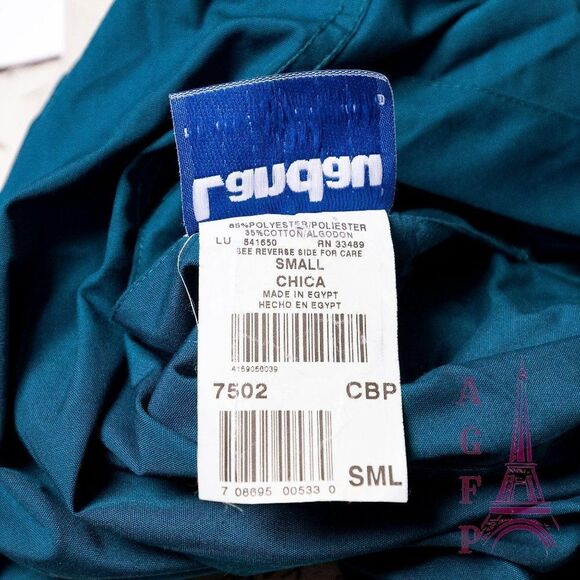 Landau
65%POLYESTER/POLIESTER
35%COTTON/ALGODON
LU 541650 RN 33489
SEE REVERSE SIDE FOR CARE
SMALL
CHICA
MADE IN EGYPT
HECHO EN EGYPT
4159056039
7502 CBP
SML
7 08695 00533 0
A
G
F
P